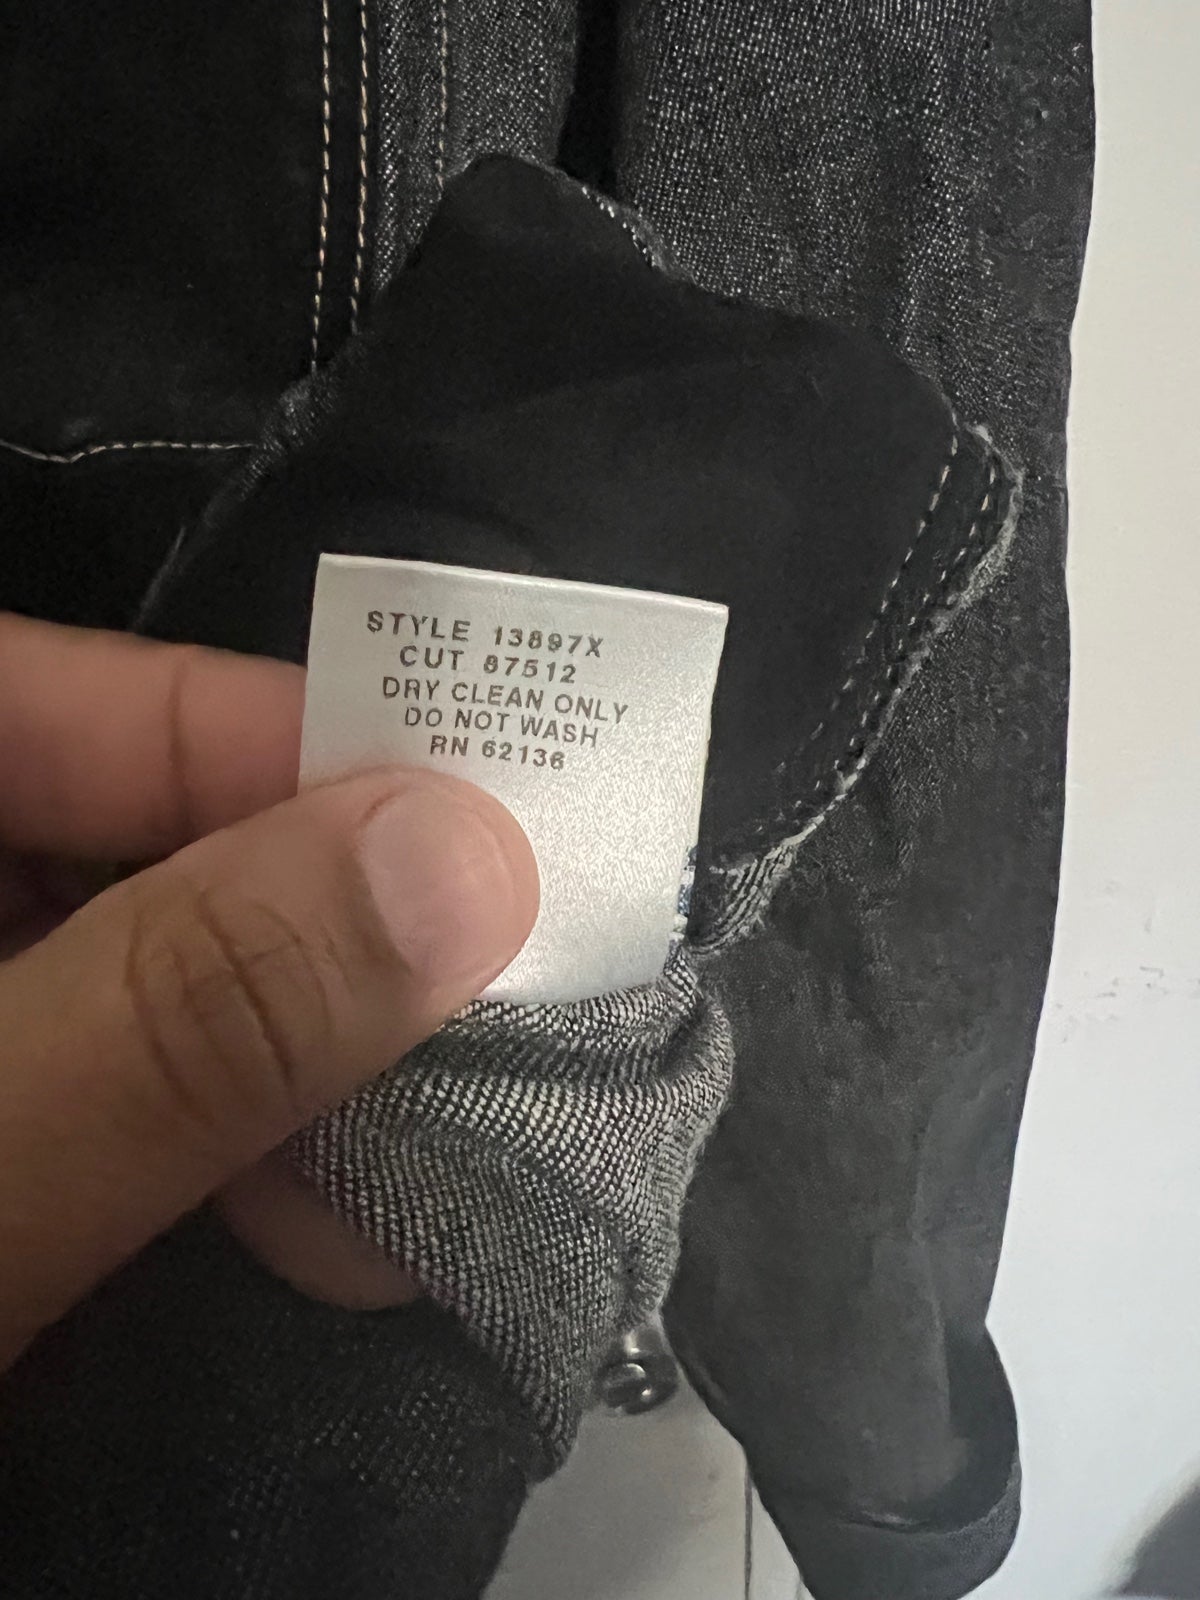 STYLE 13897X
CUT 87512
DRY CLEAN ONLY
DO NOT WASH
RN 62136